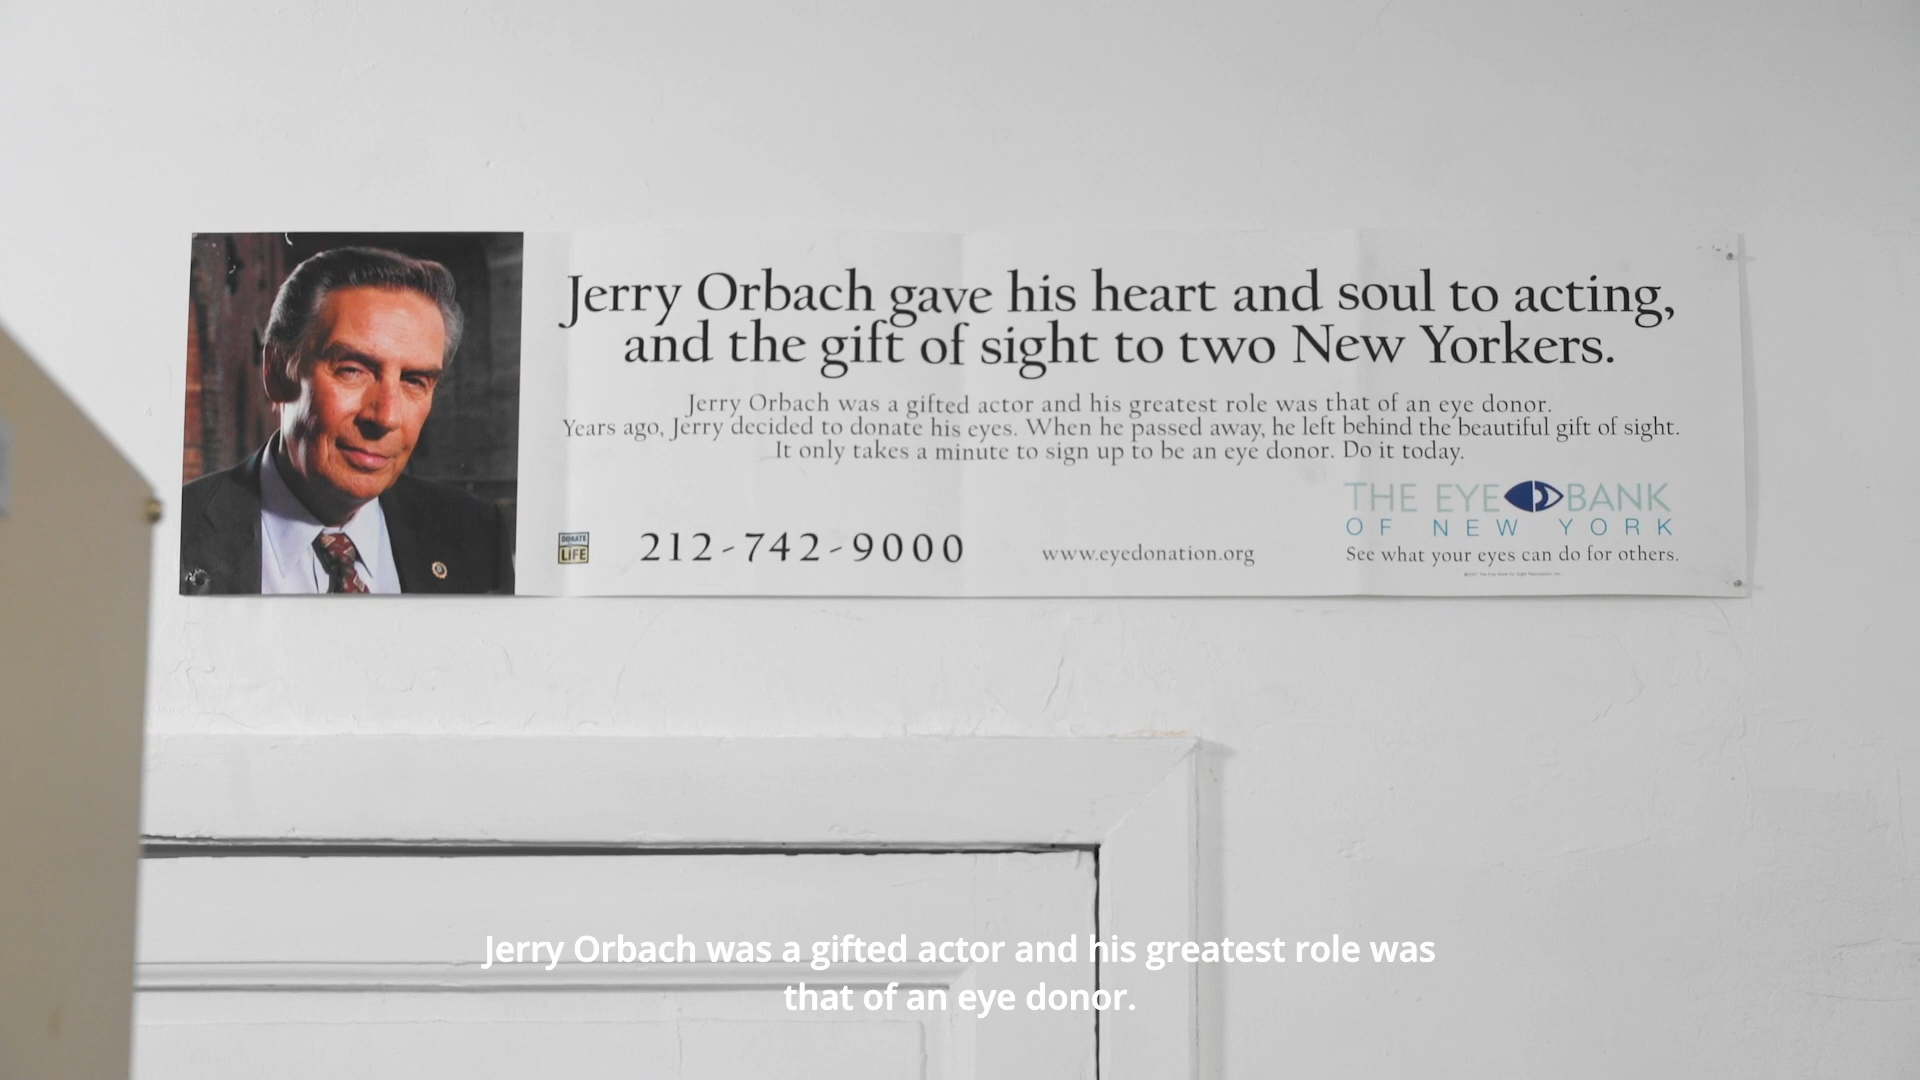 Jerry Orbach gave his heart and soul to acting,
and the gift of sight to two New Yorkers.
Jerry Orbach was a gifted actor and his greatest role was that of an eye donor.
Years ago, Jerry decided to donate his eyes. When he passed away, he left behind the beautiful gift of sight.
It only takes a minute to sign up to be an eye donor. Do it today.
THE EYE BANK
OF NEW YORK
DONATE
LIFE
212-742-9000
www.eyedonation.org
See what your eyes can do for others.
Jerry Orbach was a gifted actor and his greatest role was
that of an eye donor.